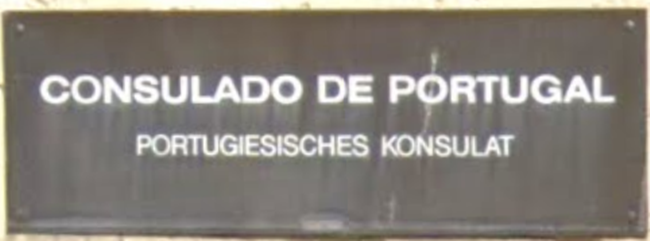 CONSULADO DE PORTUGAL
PORTUGIESISCHES KONSULAT